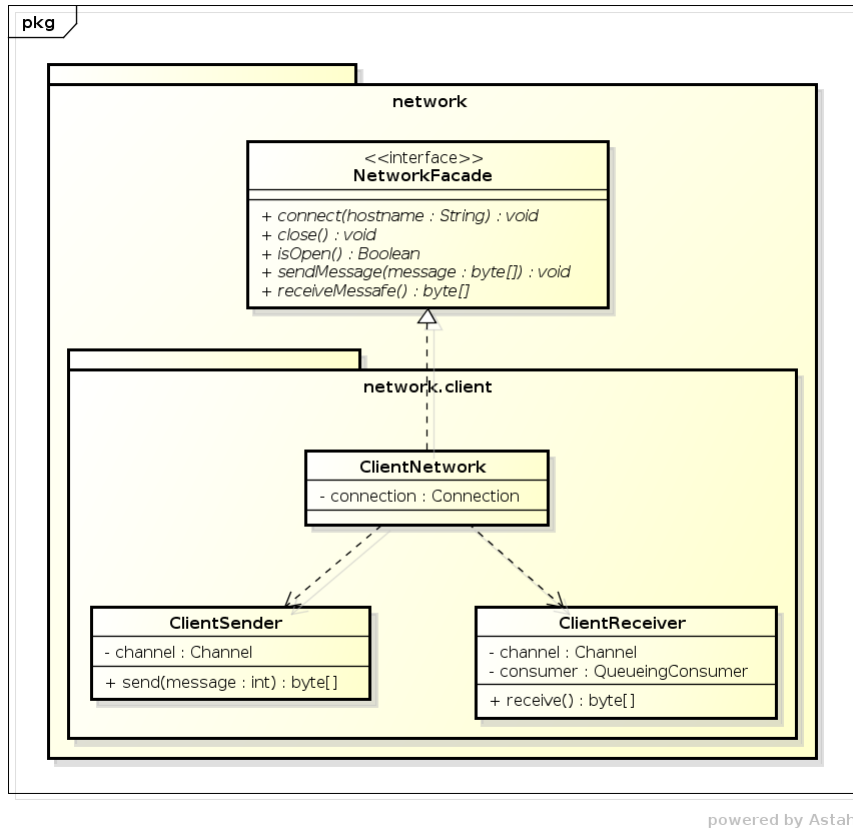 pkg
network
<<interface>>
NetworkFacade
+ connect(hostname : String) : void
+ close() : void
+ isOpen() : Boolean
+ sendMessage(message : byte[]) : void
+ receiveMessafe() : byte[]
network.client
ClientNetwork
- connection : Connection
ClientSender
- channel : Channel
+ send(message : int) : byte[]
ClientReceiver
- channel : Channel
- consumer : QueueingConsumer
+ receive() : byte[]
powered by Astah